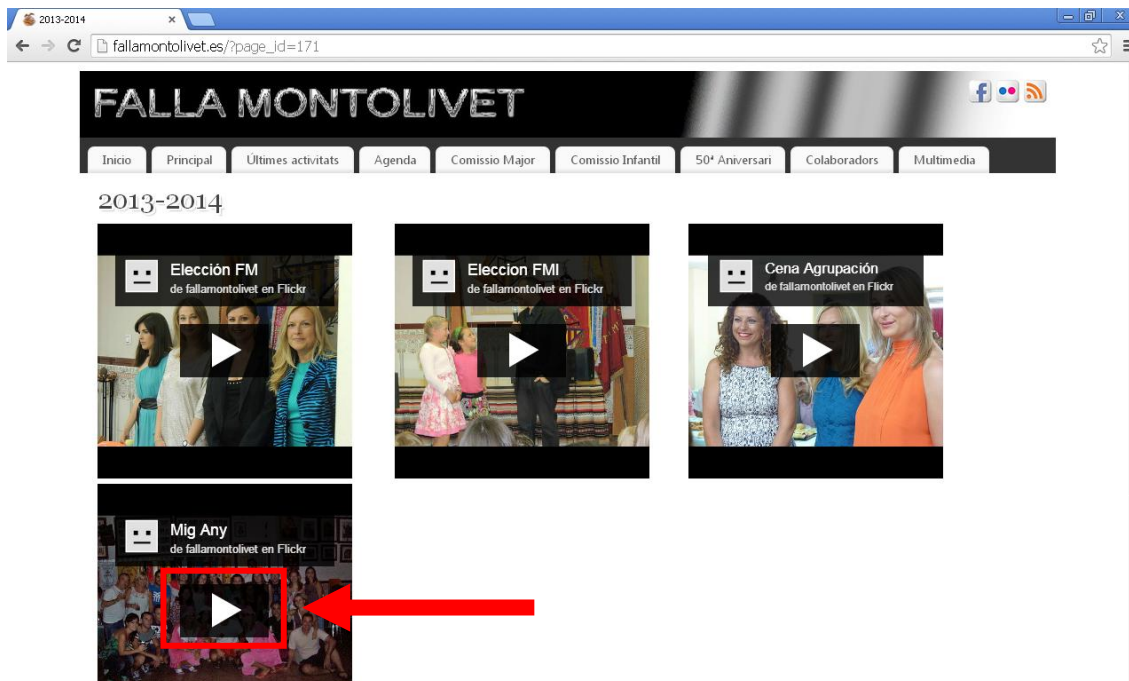 2013-2014
fallamontolivet.es/?page_id=171
FALLA MONTOLIVET
Inicio
Principal
Últimes activitats
Agenda
Comissio Major
Comissio Infantil
50ª Aniversari
Colaboradors
Multimedia
2013-2014
Elección FM
de fallamontolivet en Flickr
Eleccion FMI
de fallamontolivet en Flickr
Cena Agrupación
de fallamontolivet en Flickr
Mig Any
de fallamontolivet en Flickr